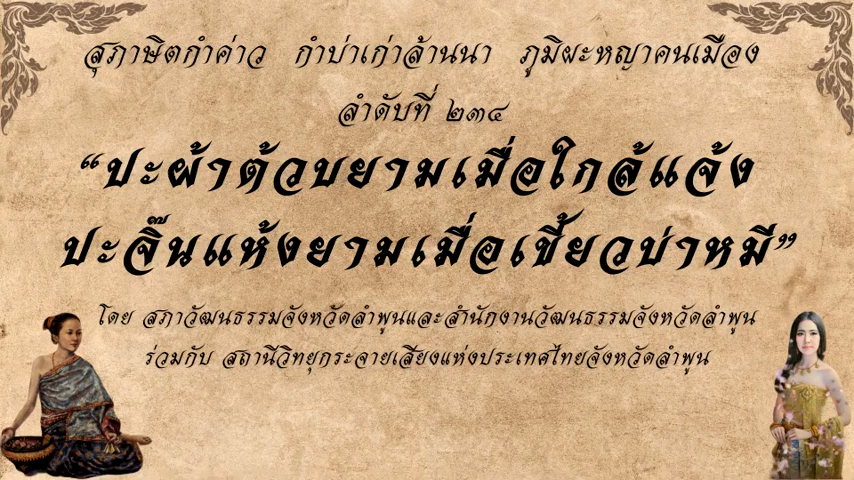 สุภาษิตกำค่าว กำบ่าเก่าล้านนา ภูมิผะหญาคนเมือง
ลำดับที่ ๒๓๔
“ปะผ้าต้วบยามเมื่อใกล้แจ้ง
ปะจิ๊นแห้งยามเมื่อเขี้ยวบ่าหมี”
โดย สภาวัฒนธรรมจังหวัดลำพูนและสำนักงานวัฒนธรรมจังหวัดลำพูน
ร่วมกับ สถานีวิทยุกระจายเสียงแห่งประเทศไทยจังหวัดลำพูน